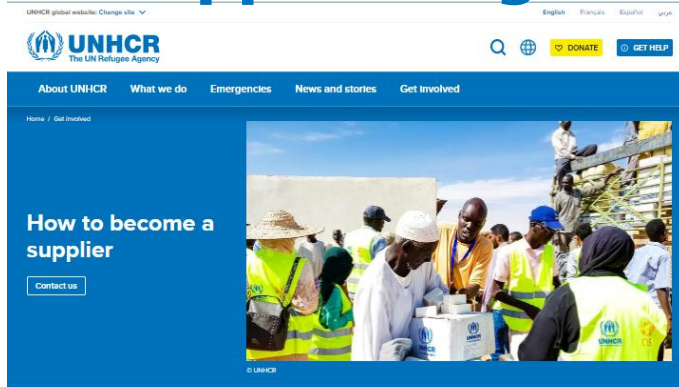 UNHCR global website: Change site
English Français Español عربي
UNHCR
The UN Refugee Agency
DONATE
GET HELP
About UNHCR What we do Emergencies News and stories Get involved
Home / Get involved
How to become a
supplier
Contact us
UNHCR
UNHCR
© UNHCR